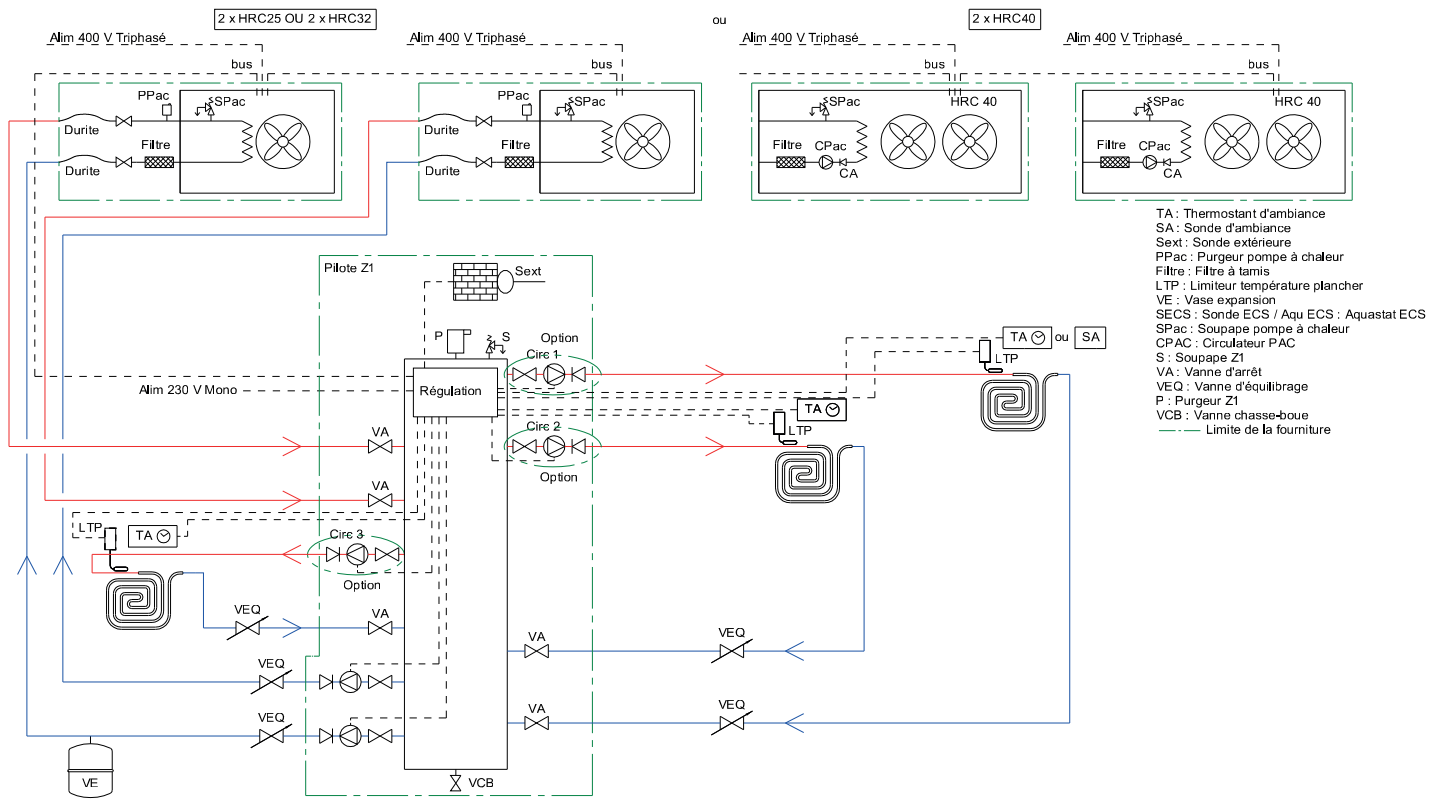 2 x HRC25 OU 2 x HRC32
ou
2 x HRC40
Alim 400 V Triphasé
Alim 400 V Triphasé
Alim 400 V Triphasé
Alim 400 V Triphasé
bus
bus
bus
bus
PPac
SPac
Durite
Durite
Filtre
PPac
SPac
Durite
Durite
Filtre
SPac
HRC 40
Filtre
CPac
CA
SPac
HRC 40
Filtre
CPac
CA
TA : Thermostant d'ambiance
SA : Sonde d'ambiance
Sext : Sonde extérieure
PPac : Purgeur pompe à chaleur
Filtre : Filtre à tamis
LTP : Limiteur température plancher
VE : Vase expansion
SECS : Sonde ECS / Aqu ECS : Aquastat ECS
SPac : Soupape pompe à chaleur
CPAC : Circulateur PAC
S : Soupape Z1
VA : Vanne d'arrêt
VEQ : Vanne d'équilibrage
P : Purgeur Z1
VCB : Vanne chasse-boue
Limite de la fourniture
Pilote Z1
Sext
P
S
Option
Circ 1
TA
ou
SA
LTP
Alim 230 V Mono
Régulation
TA
LTP
VA
Circ 2
Option
VA
LTP
TA
Circ 3
Option
VEQ
VA
VEQ
VA
VEQ
VEQ
VA
VEQ
VE
VCB